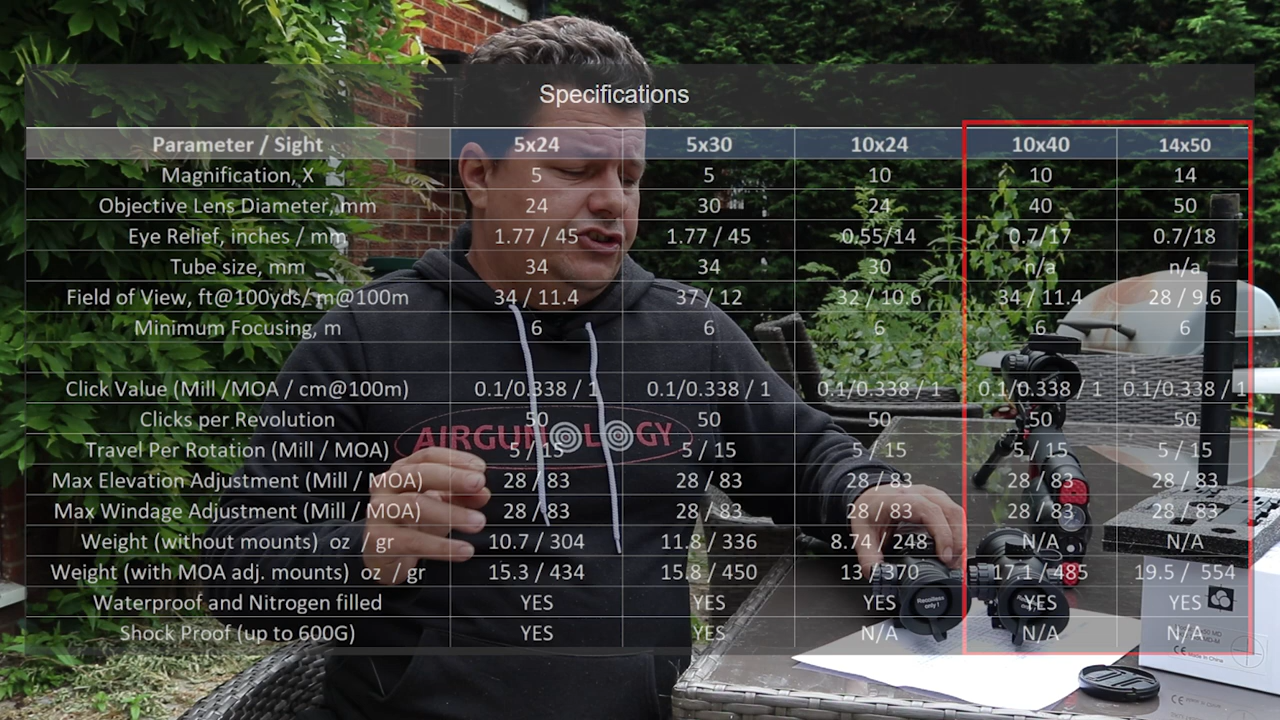 Specifications
Parameter / Sight 5x24 5x30 10x24 10x40 14x50
Magnification, X 5 5 10 10 14
Objective Lens Diameter, mm 24 30 24 40 50
Eye Relief, inches / mm 1.77 / 45 1.77 / 45 0.55/14 0.7/17 0.7/18
Tube size, mm 34 34 30 n/a n/a
Field of View, ft@100yds/ m@100m 34 / 11.4 37 / 12 32 / 10.6 34 / 11.4 28 / 9.6
Minimum Focusing, m 6 6 6 6 6
Click Value (Mill /MOA / cm@100m) 0.1/0.338 / 1 0.1/0.338 / 1 0.1/0.338 / 1 0.1/0.338 / 1 0.1/0.338 / 1
Clicks per Revolution 50 50 50 50 50
AIRGUNOLOGY
Travel Per Rotation (Mill / MOA) 5 / 15 5 / 15 5 / 15 5 / 15 5 / 15
Max Elevation Adjustment (Mill / MOA) 28 / 83 28 / 83 28 / 83 28 / 83 28 / 83
Max Windage Adjustment (Mill / MOA) 28 / 83 28 / 83 28 / 83 28 / 83 28 / 83
Weight (without mounts) oz / gr 10.7 / 304 11.8 / 336 8.74 / 248 N/A N/A
Weight (with MOA adj. mounts) oz / gr 15.3 / 434 15.8 / 450 13 / 370 17.1 / 485 19.5 / 554
Waterproof and Nitrogen filled YES YES YES YES YES
Recoilless
only !
Shock Proof (up to 600G) YES YES N/A N/A N/A
CE Made in China
CE